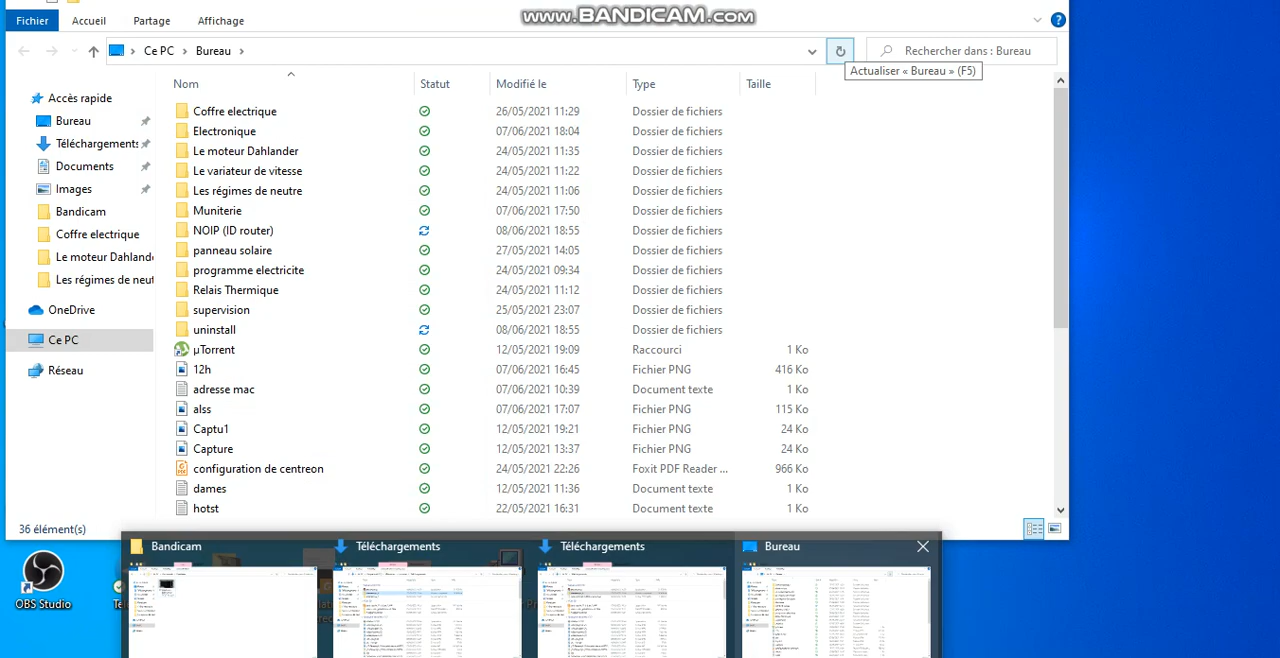 www.BANDICAM.com
Fichier Accueil Partage Affichage
Ce PC > Bureau > Rechercher dans : Bureau
Actualiser « Bureau » (F5)
Nom Statut Modifié le Type Taille
Accès rapide
Bureau
Téléchargements
Documents
Images
Bandicam
Coffre electrique
Le moteur Dahland
Les régimes de neut
OneDrive
Ce PC
Réseau
Coffre electrique 26/05/2021 11:29 Dossier de fichiers
Electronique 07/06/2021 18:04 Dossier de fichiers
Le moteur Dahlander 24/05/2021 11:35 Dossier de fichiers
Le variateur de vitesse 24/05/2021 11:22 Dossier de fichiers
Les régimes de neutre 24/05/2021 11:06 Dossier de fichiers
Muniterie 07/06/2021 17:50 Dossier de fichiers
NOIP (ID router) 08/06/2021 18:55 Dossier de fichiers
panneau solaire 27/05/2021 14:05 Dossier de fichiers
programme electricite 24/05/2021 09:34 Dossier de fichiers
Relais Thermique 24/05/2021 11:12 Dossier de fichiers
supervision 25/05/2021 23:07 Dossier de fichiers
uninstall 08/06/2021 18:55 Dossier de fichiers
µTorrent 12/05/2021 19:09 Raccourci 1 Ko
12h 07/06/2021 16:45 Fichier PNG 416 Ko
adresse mac 07/06/2021 10:39 Document texte 1 Ko
alss 07/06/2021 17:07 Fichier PNG 115 Ko
Captu1 12/05/2021 19:21 Fichier PNG 24 Ko
Capture 12/05/2021 13:37 Fichier PNG 24 Ko
configuration de centreon 24/05/2021 22:26 Foxit PDF Reader ... 966 Ko
dames 12/05/2021 11:36 Document texte 1 Ko
hotst 22/05/2021 16:31 Document texte 1 Ko
36 élément(s)
Bandicam Téléchargements Téléchargements Bureau
OBS Studio